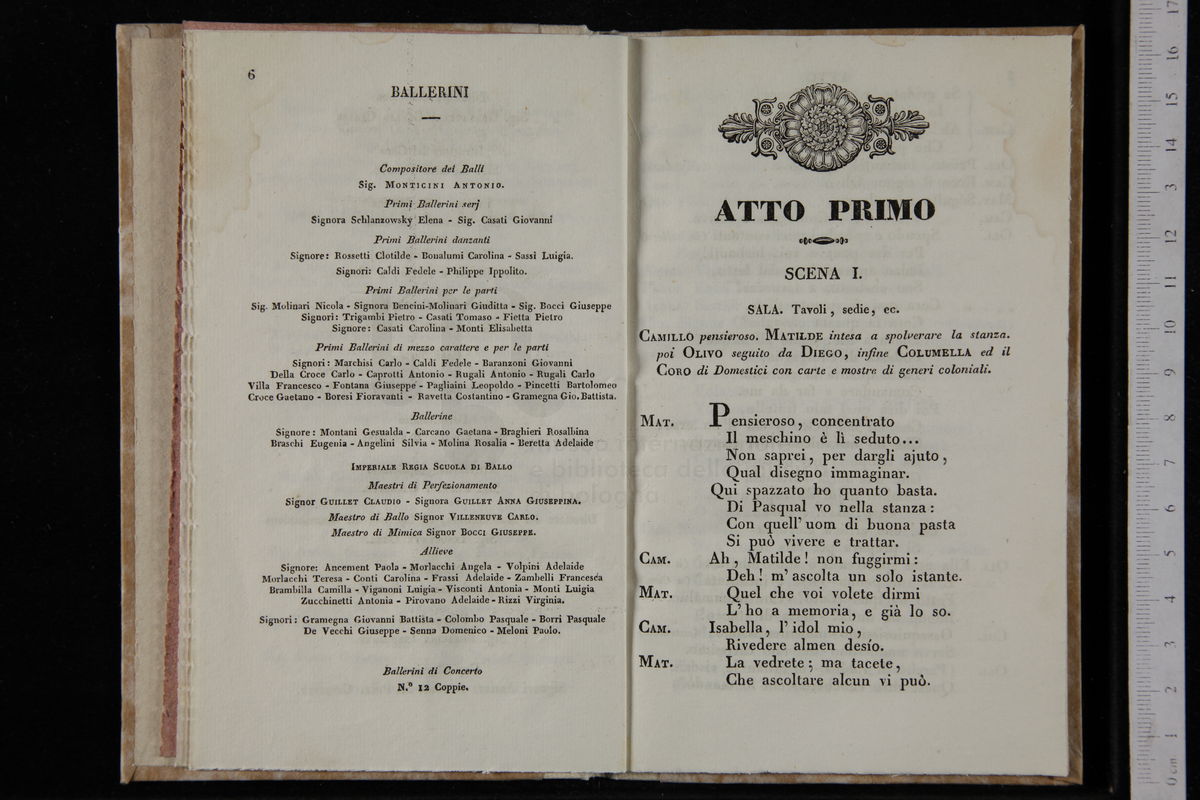 6
BALLERINI
Compositore dei Balli
Sig. MONTICINI ANTONIO.
Primi Ballerini serj
Signora Schlanzowsky Elena - Sig. Casati Giovanni
Primi Ballerini danzanti
Signore: Rossetti Clotilde - Bonalumi Carolina - Sassi Luigia.
Signori: Caldi Fedele - Philippe Ippolito.
Primi Ballerini per le parti
Sig. Molinari Nicola - Signora Bencini-Molinari Giuditta - Sig. Bocci Giuseppe
Signori: Trigambi Pietro - Casati Tomaso - Fietta Pietro
Signore: Casati Carolina - Monti Elisabetta
Primi Ballerini di mezzo carattere e per le parti
Signori: Marchisi Carlo - Caldi Fedele - Baranzoni Giovanni
Della Croce Carlo - Caprotti Antonio - Rugali Antonio - Rugali Carlo
Villa Francesco - Fontana Giuseppe - Pagliaini Leopoldo - Pincetti Bartolomeo
Croce Gaetano - Boresi Fioravanti - Ravetta Costantino - Gramegna Gio. Battista.
Ballerine
Signore: Montani Gesualda - Carcano Gaetana - Braghieri Rosalbina
Braschi Eugenia - Angelini Silvia - Molina Rosalia - Beretta Adelaide
IMPERIALE REGIA SCUOLA DI BALLO
Maestri di Perfezionamento
Signor GUILLET CLAUDIO - Signora GUILLET ANNA GIUSEPPINA.
Maestro di Ballo Signor VILLENEUVE CARLO.
Maestro di Mimica Signor BOCCI GIUSEPPE.
Allieve
Signore: Ancement Paola - Morlacchi Angela - Volpini Adelaide
Morlacchi Teresa - Conti Carolina - Frassi Adelaide - Zambelli Francesca
Brambilla Camilla - Viganoni Luigia - Visconti Antonia - Monti Luigia
Zucchinetti Antonia - Pirovano Adelaide - Rizzi Virginia.
Signori: Gramegna Giovanni Battista - Colombo Pasquale - Borri Pasquale
De Vecchi Giuseppe - Senna Domenico - Meloni Paolo.
Ballerini di Concerto
N.° 12 Coppie.
ATTO PRIMO
SCENA I.
SALA. Tavoli, sedie, ec.
CAMILLO pensieroso. MATILDE intesa a spolverare la stanza.
poi OLIVO seguito da DIEGO, infine COLUMELLA ed il
CORO di Domestici con carte e mostre di generi coloniali.
MAT. Pensieroso, concentrato
Il meschino è lì seduto...
Non saprei, per dargli ajuto,
Qual disegno immaginar.
Qui spazzato ho quanto basta.
Di Pasqual vo nella stanza:
Con quell' uom di buona pasta
Si può vivere e trattar.
CAM. Ah, Matilde! non fuggirmi:
Deh! m' ascolta un solo istante.
MAT. Quel che voi volete dirmi
L' ho a memoria, e già lo so.
CAM. Isabella, l' idol mio,
Rivedere almen desío.
MAT. La vedrete; ma tacete,
Che ascoltare alcun vi può.